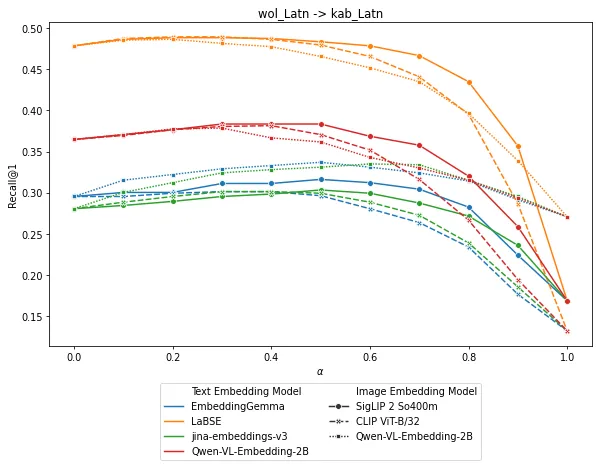 wol_Latn -> kab_Latn
Recall@1
0.50
0.45
0.40
0.35
0.30
0.25
0.20
0.15
0.0 0.2 0.4 0.6 0.8 1.0
α
Text Embedding Model
EmbeddingGemma
LaBSE
jina-embeddings-v3
Qwen-VL-Embedding-2B
Image Embedding Model
SigLIP 2 So400m
CLIP ViT-B/32
Qwen-VL-Embedding-2B